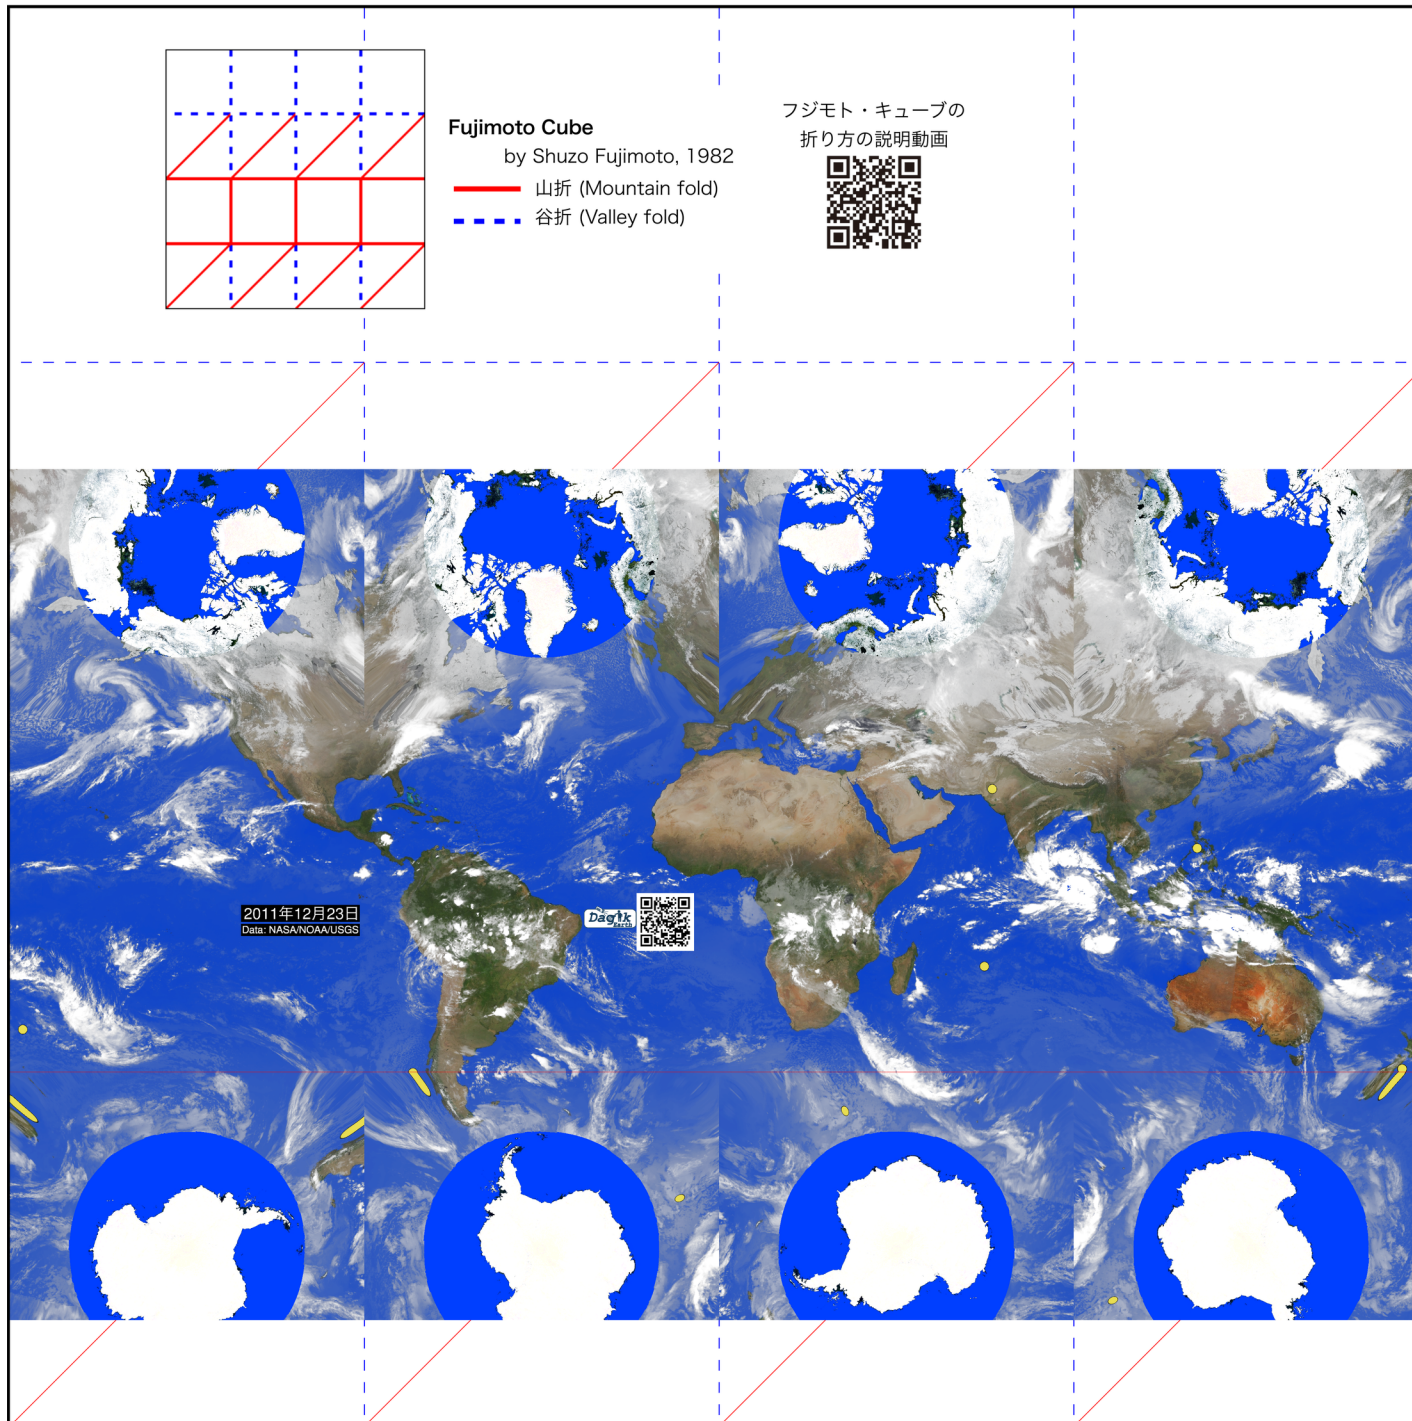 Fujimoto Cube
by Shuzo Fujimoto, 1982
山折 (Mountain fold)
谷折 (Valley fold)
フジモト・キューブの
折り方の説明動画
2011年12月23日
Data: NASA/NOAA/USGS
Dagik
Earth